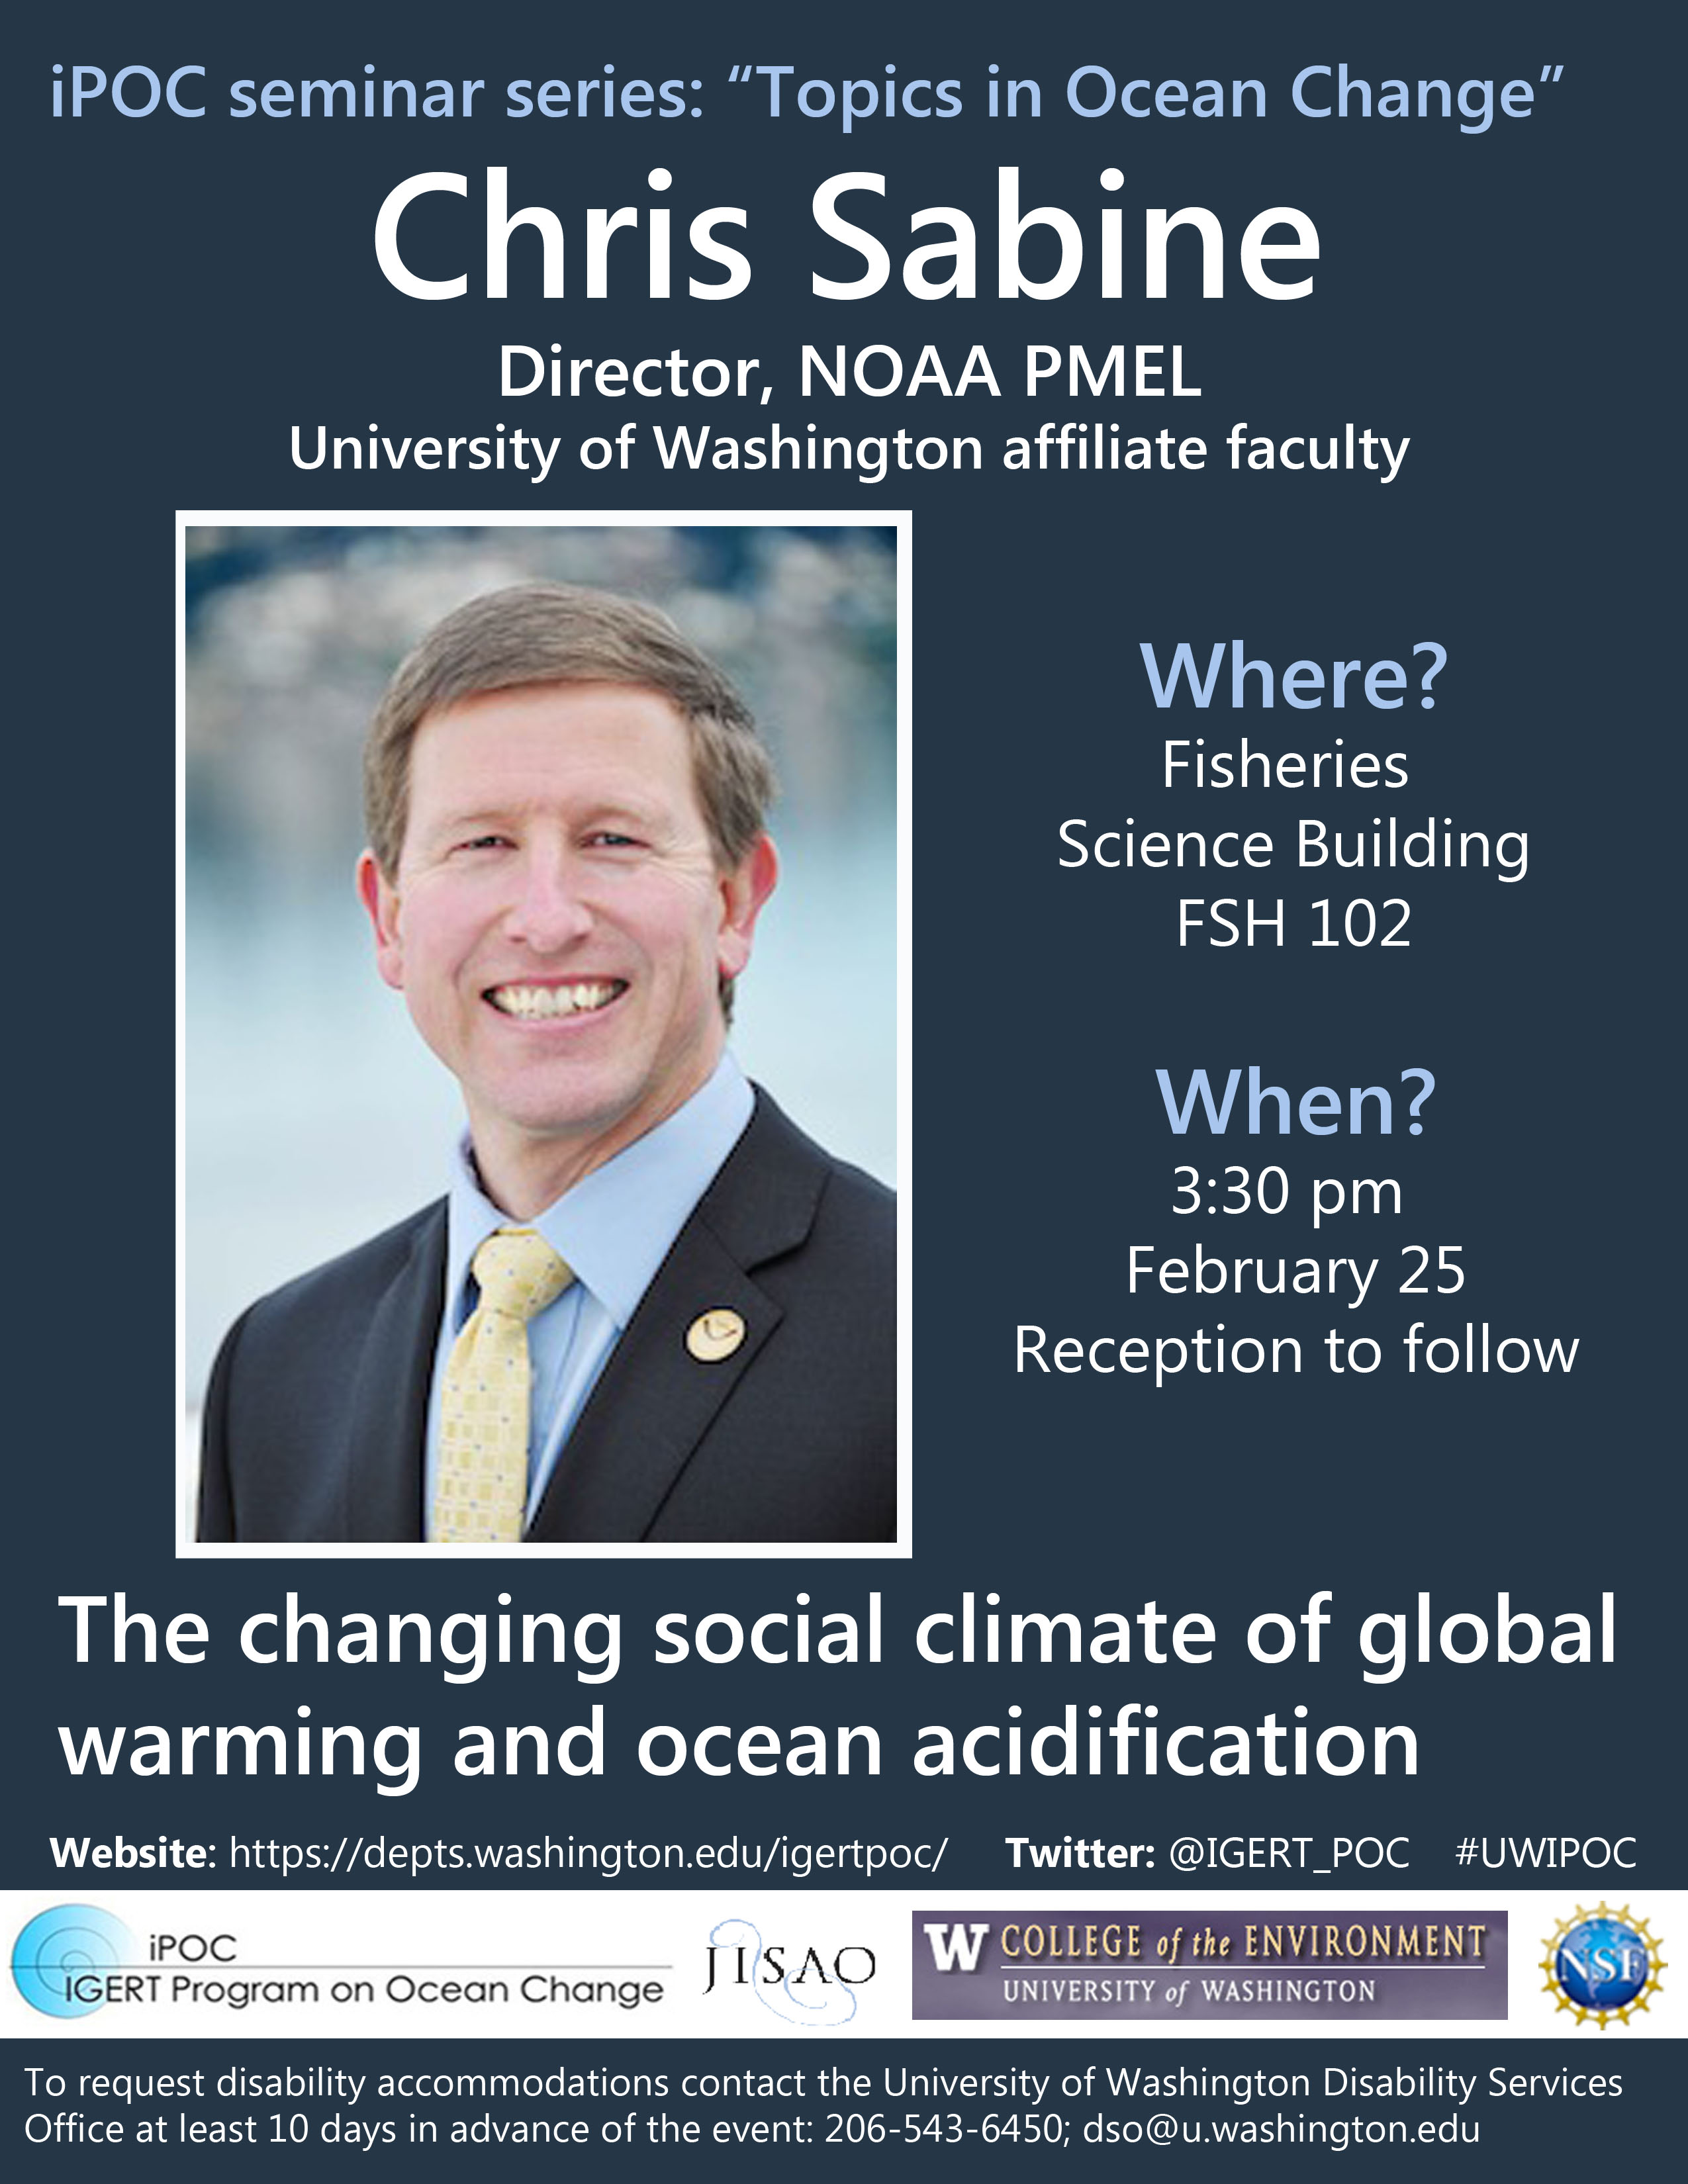 iPOC seminar series: “Topics in Ocean Change”
Chris Sabine
Director, NOAA PMEL
University of Washington affiliate faculty
Where?
Fisheries
Science Building
FSH 102
When?
3:30 pm
February 25
Reception to follow
The changing social climate of global
warming and ocean acidification
Website: https://depts.washington.edu/igertpoc/ Twitter: @IGERT_POC #UWIPOC
iPOC
IGERT Program on Ocean Change
JISAO
W COLLEGE of the ENVIRONMENT
UNIVERSITY of WASHINGTON
NSF
To request disability accommodations contact the University of Washington Disability Services
Office at least 10 days in advance of the event: 206-543-6450; dso@u.washington.edu